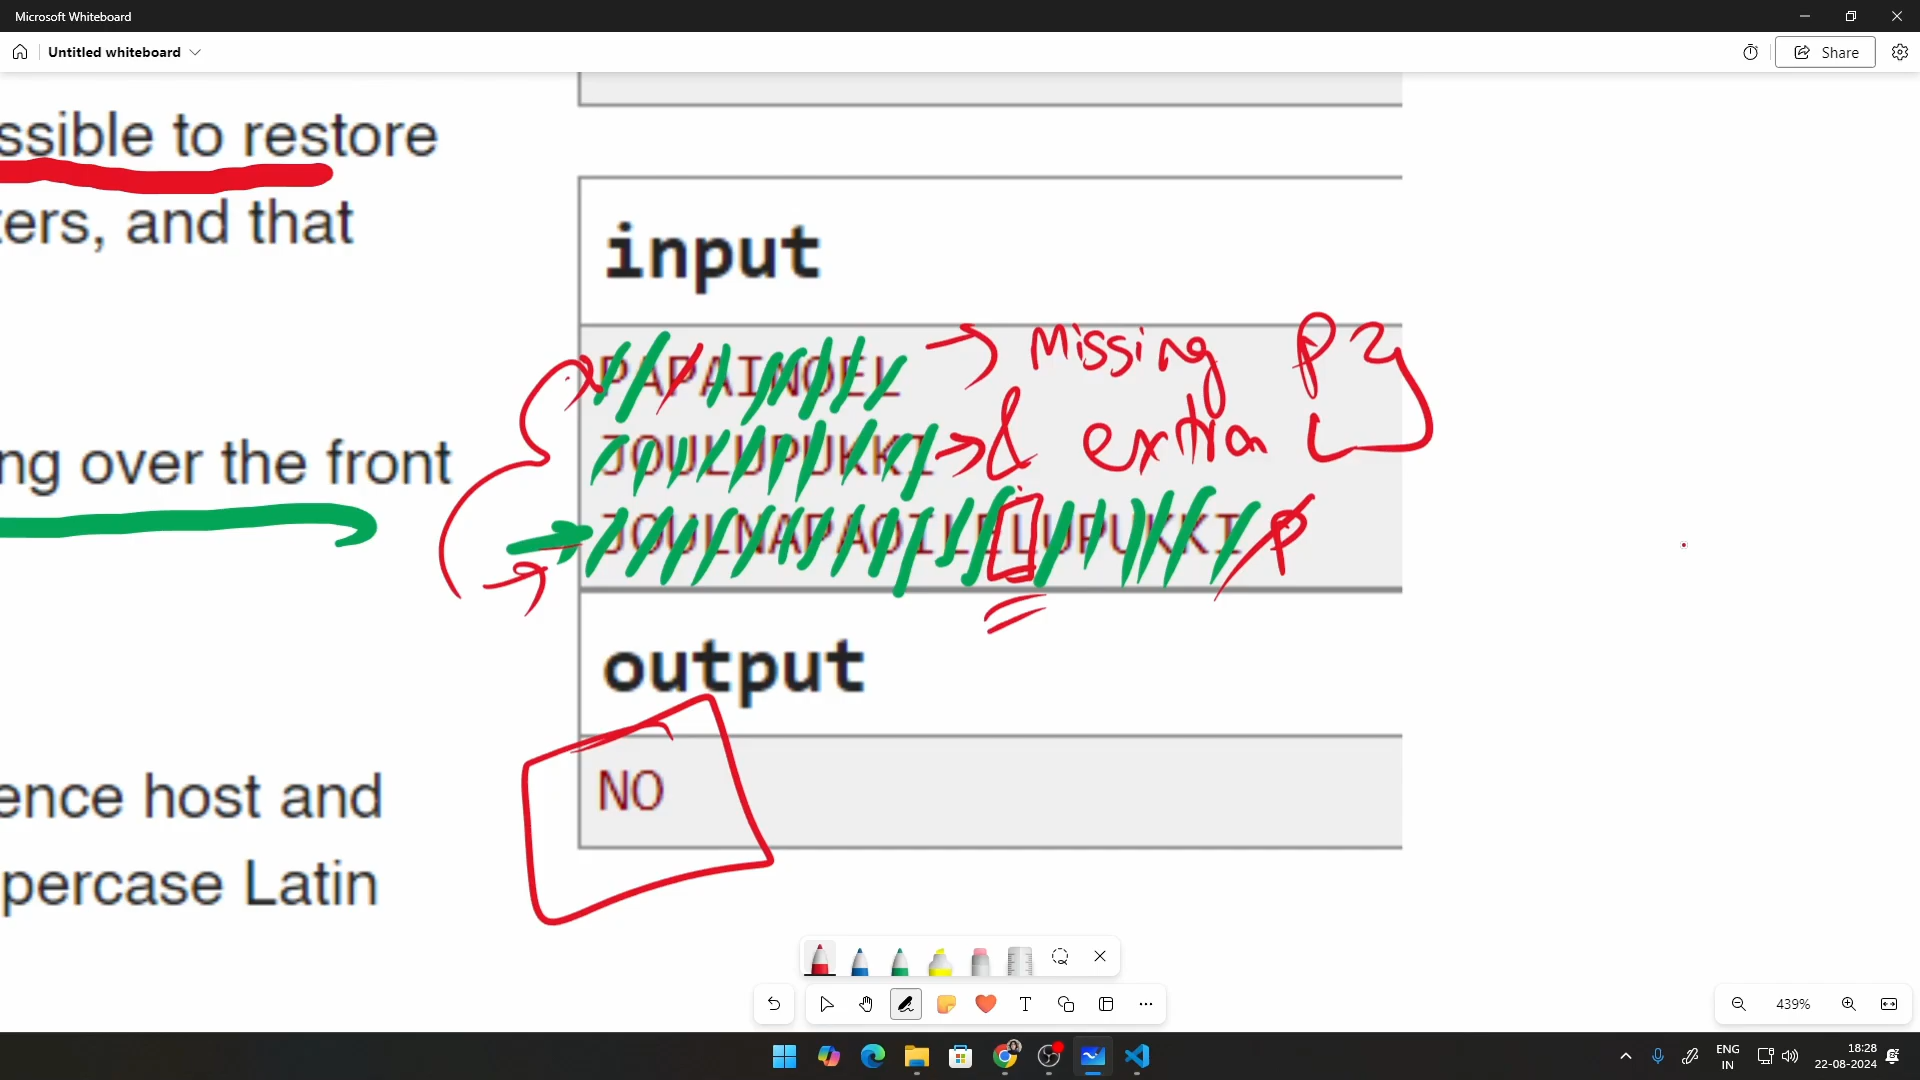 Microsoft Whiteboard
Untitled whiteboard
Share
ssible to restore
ters, and that
ng over the front
ence host and
percase Latin
input
PAPAINOEL
Missing P
JOULUPUKKI
& extra L
JOULNAPAOILELUPUKKI P
output
NO
439%
ENG
IN
18:28
22-08-2024